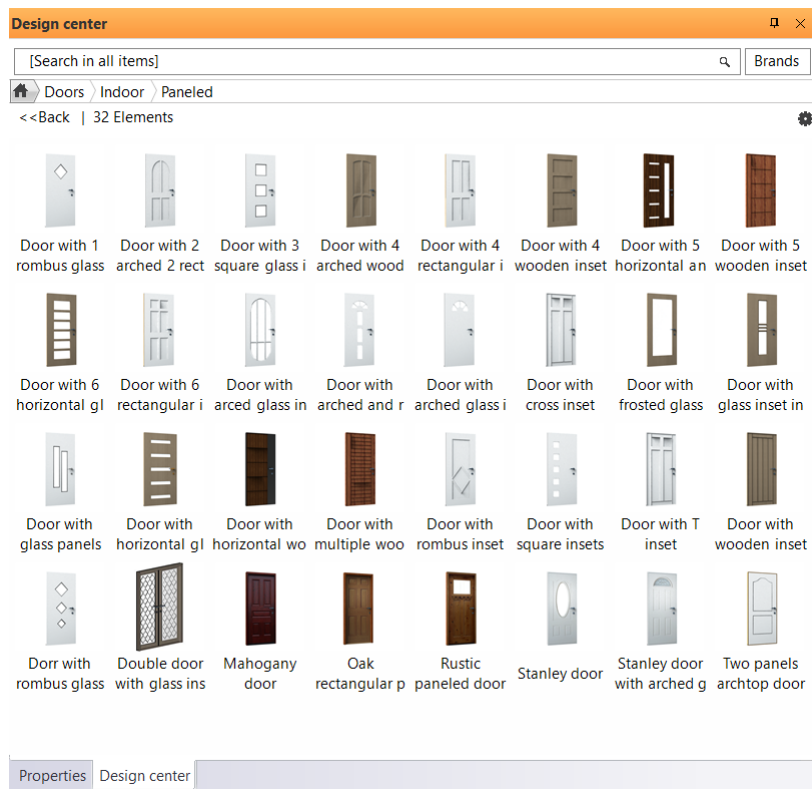 Design center
[Search in all items]
Brands
Doors Indoor Paneled
<<Back | 32 Elements
Door with 1 Door with 2 Door with 3 Door with 4 Door with 4 Door with 4 Door with 5 Door with 5
rombus glass arched 2 rect square glass i arched wood rectangular i wooden inset horizontal an wooden inset
Door with 6 Door with 6 Door with Door with Door with Door with Door with Door with
horizontal gl rectangular i arced glass in arched and r arched glass i cross inset frosted glass glass inset in
Door with Door with Door with Door with Door with Door with Door with T Door with
glass panels horizontal gl horizontal wo multiple woo rombus inset square insets inset wooden inset
Dorr with Double door Mahogany Oak Rustic Stanley door Stanley door Two panels
rombus glass with glass ins door rectangular p paneled door with arched g archtop door
Properties Design center